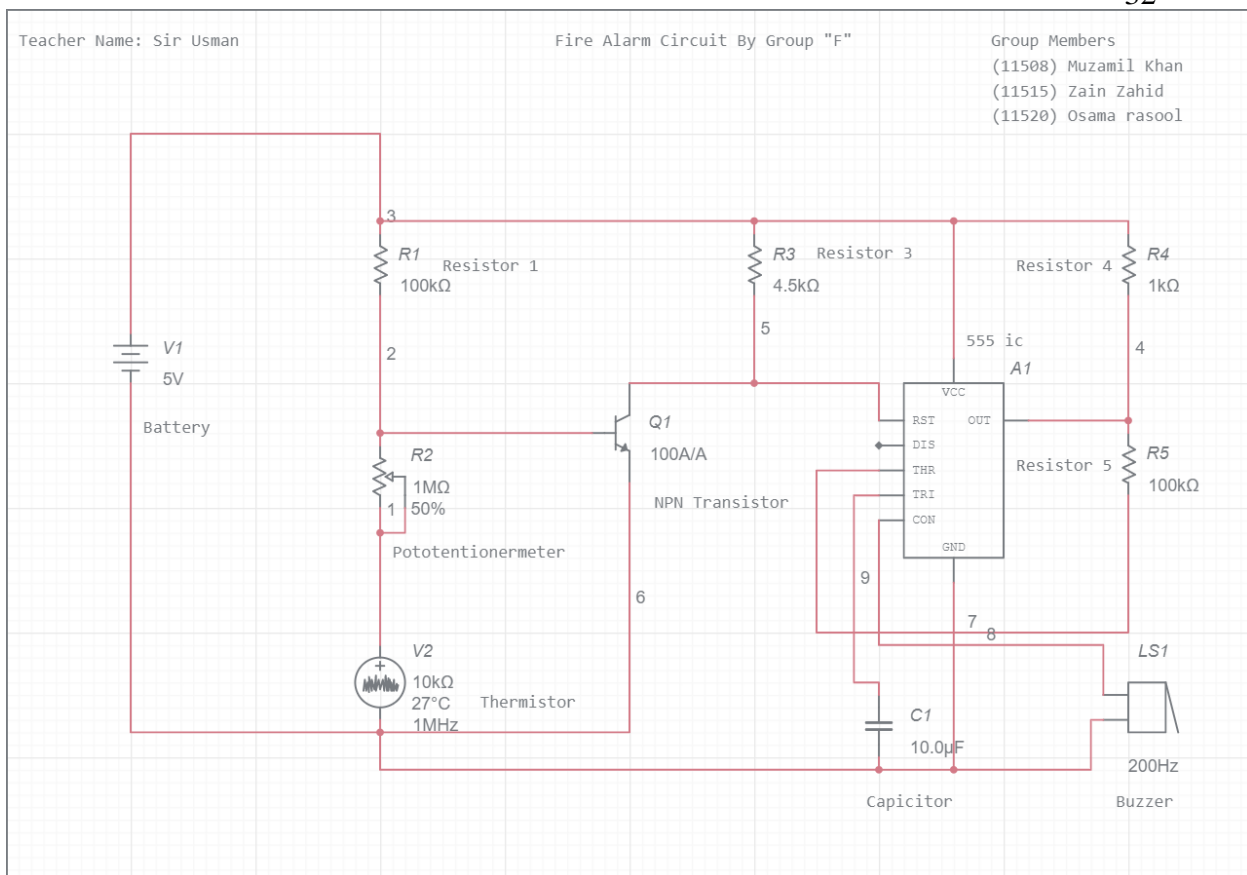 Teacher Name: Sir Usman
Fire Alarm Circuit By Group "F"
Group Members
(11508) Muzamil Khan
(11515) Zain Zahid
(11520) Osama rasool
3
R1
100kΩ
Resistor 1
R3
4.5kΩ
Resistor 3
Resistor 4
R4
1kΩ
2
5
4
V1
5V
Battery
555 ic
A1
VCC
RST
DIS
THR
TRI
CON
OUT
GND
Q1
100A/A
NPN Transistor
R2
1MΩ
50%
1
Pototentionermeter
Resistor 5
R5
100kΩ
6
9
7
8
V2
10kΩ
27°C
1MHz
Thermistor
C1
10.0µF
Capicitor
LS1
200Hz
Buzzer